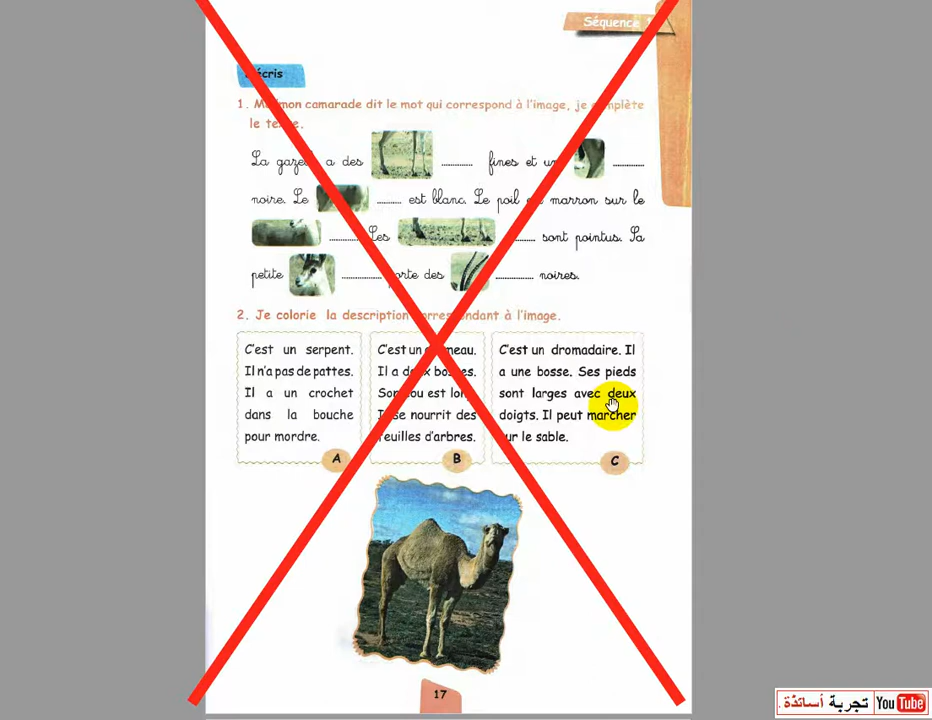 Séquence 1
écris
1. Ma/mon camarade dit le mot qui correspond à l'image, je complète
le texte.
La gazelle a des ............ fines et un ............
noire. Le ......... est blanc. Le poil est marron sur le
.......... Les ......... sont pointus. Sa
petite ............... porte des .............. noires.
2. Je colorie la description correspondant à l'image.
C'est un serpent.
Il n'a pas de pattes.
Il a un crochet
dans la bouche
pour mordre.
A
C'est un chameau.
Il a deux bosses.
Son cou est long.
Il se nourrit des
feuilles d'arbres.
B
C'est un dromadaire. Il
a une bosse. Ses pieds
sont larges avec deux
doigts. Il peut marcher
sur le sable.
C
17
تجربة أساتذة. YouTube